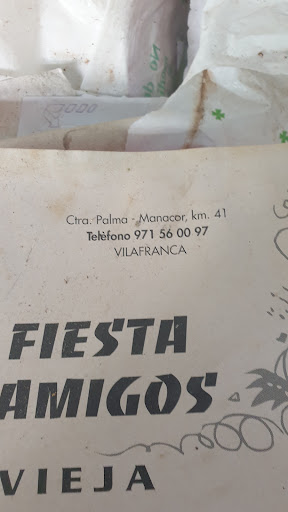 Ctra. Palma - Manacor, km. 41
Teléfono 971 56 00 97
VILAFRANCA
FIESTA
AMIGOS
VIEJA